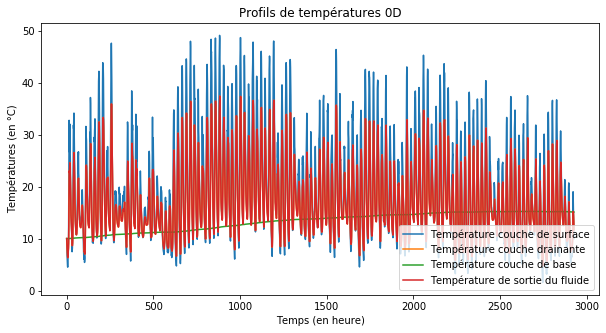 Profils de températures 0D
Températures (en °C)
50
40
30
20
10
0
0
500
1000
1500
2000
2500
3000
Temps (en heure)
Température couche de surface
Température couche drainante
Température couche de base
Température de sortie du fluide